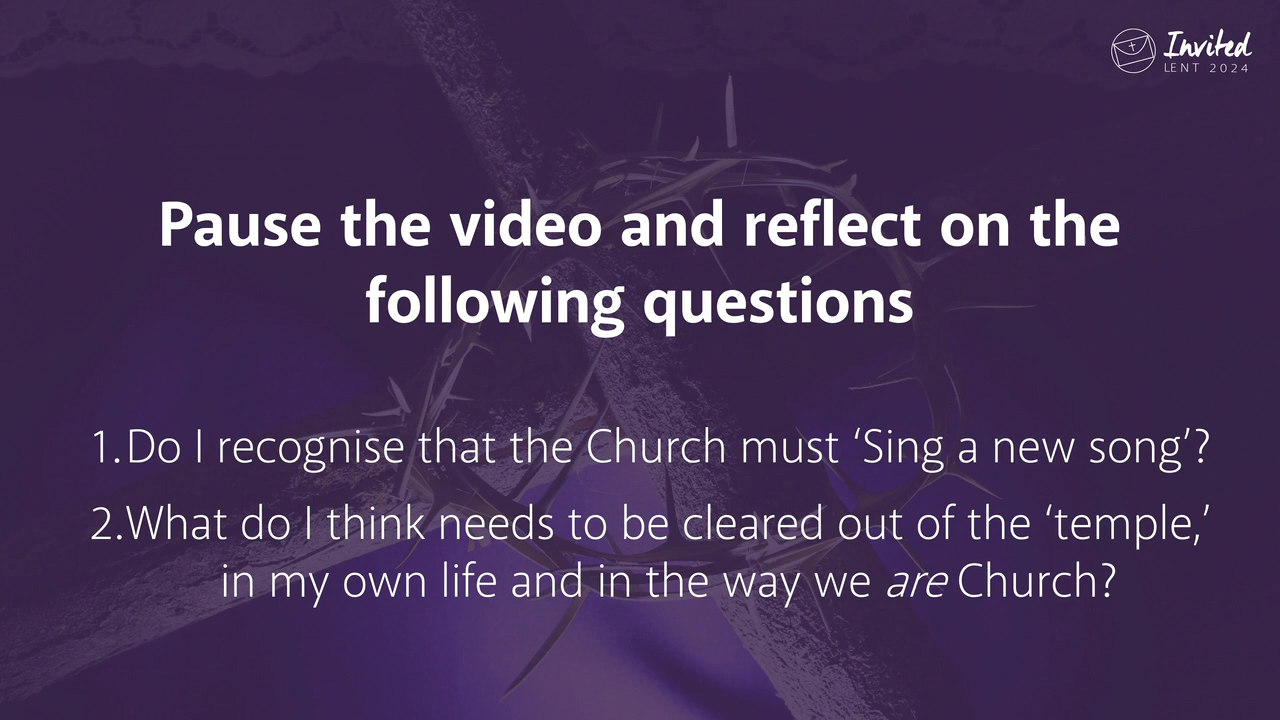 Invited
LENT 2024
Pause the video and reflect on the
following questions
1.Do I recognise that the Church must ‘Sing a new song’?
2.What do I think needs to be cleared out of the ‘temple,’
in my own life and in the way we are Church?